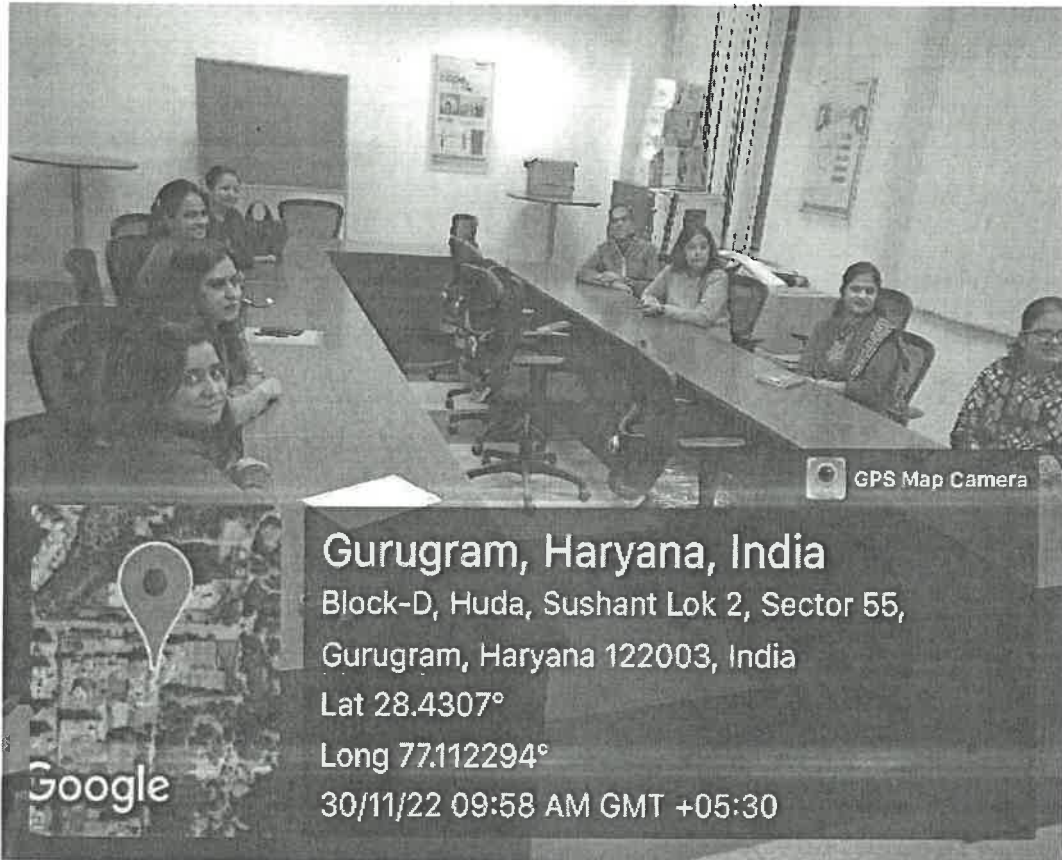 GPS Map Camera
Gurugram, Haryana, India
Block-D, Huda, Sushant Lok 2, Sector 55,
Gurugram, Haryana 122003, India
Lat 28.4307°
Long 77.112294°
30/11/22 09:58 AM GMT +05:30
Google